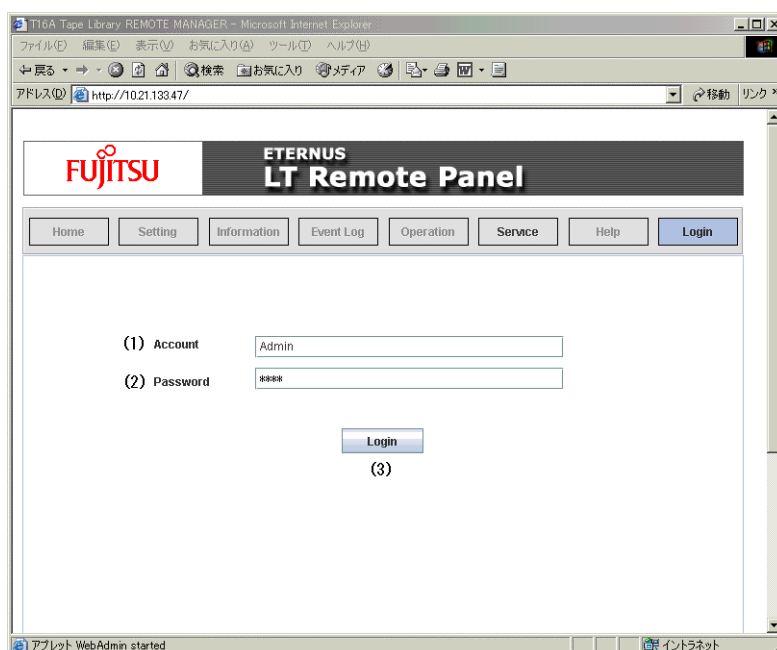 T16A Tape Library REMOTE MANAGER - Microsoft Internet Explorer
ファイル(F) 編集(E) 表示(V) お気に入り(A) ツール(T) ヘルプ(H)
戻る 検索 お気に入り メディア
アドレス(D) http://10.21.133.47/ 移動 リンク »
FUJITSU
ETERNUS
LT Remote Panel
Home Setting Information Event Log Operation Service Help Login
(1) Account Admin
(2) Password ****
Login
(3)
アプレット WebAdmin started イントラネット